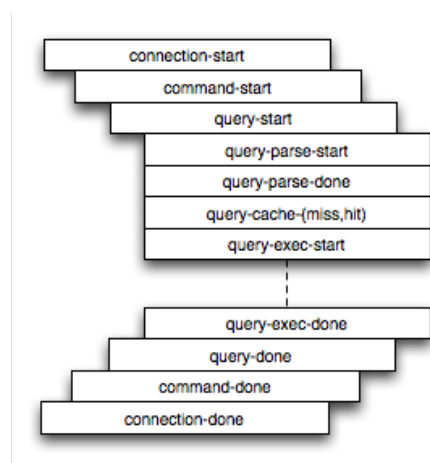 connection-start
command-start
query-start
query-parse-start
query-parse-done
query-cache-(miss,hit)
query-exec-start
query-exec-done
query-done
command-done
connection-done